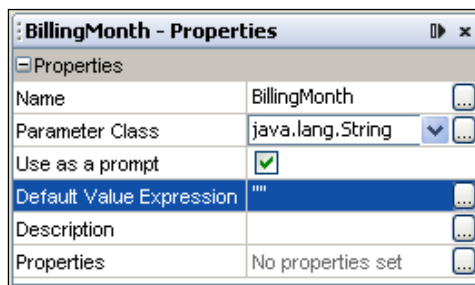 BillingMonth - Properties
Properties
Name BillingMonth ...
Parameter Class java.lang.String ...
Use as a prompt
Default Value Expression "" ...
Description ...
Properties No properties set ...